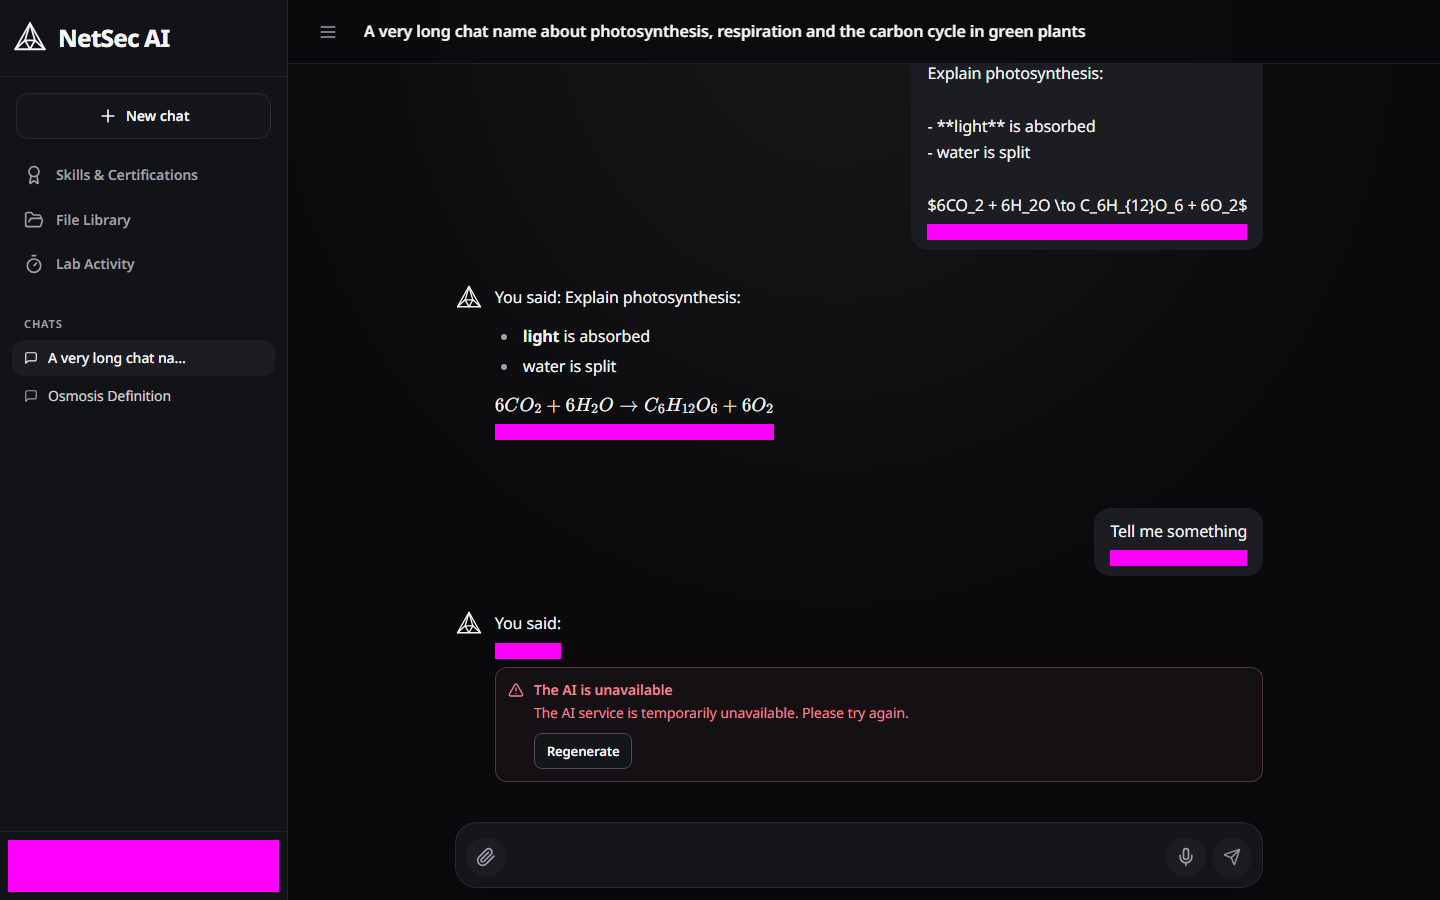 NetSec AI
New chat
Skills & Certifications
File Library
Lab Activity
CHATS
A very long chat na...
Osmosis Definition
A very long chat name about photosynthesis, respiration and the carbon cycle in green plants
Explain photosynthesis:
- **light** is absorbed
- water is split
$6CO_2 + 6H_2O \to C_6H_{12}O_6 + 6O_2$
You said: Explain photosynthesis:
• light is absorbed
• water is split
6CO₂ + 6H₂O → C₆H₁₂O₆ + 6O₂
Tell me something
You said:
The AI is unavailable
The AI service is temporarily unavailable. Please try again.
Regenerate